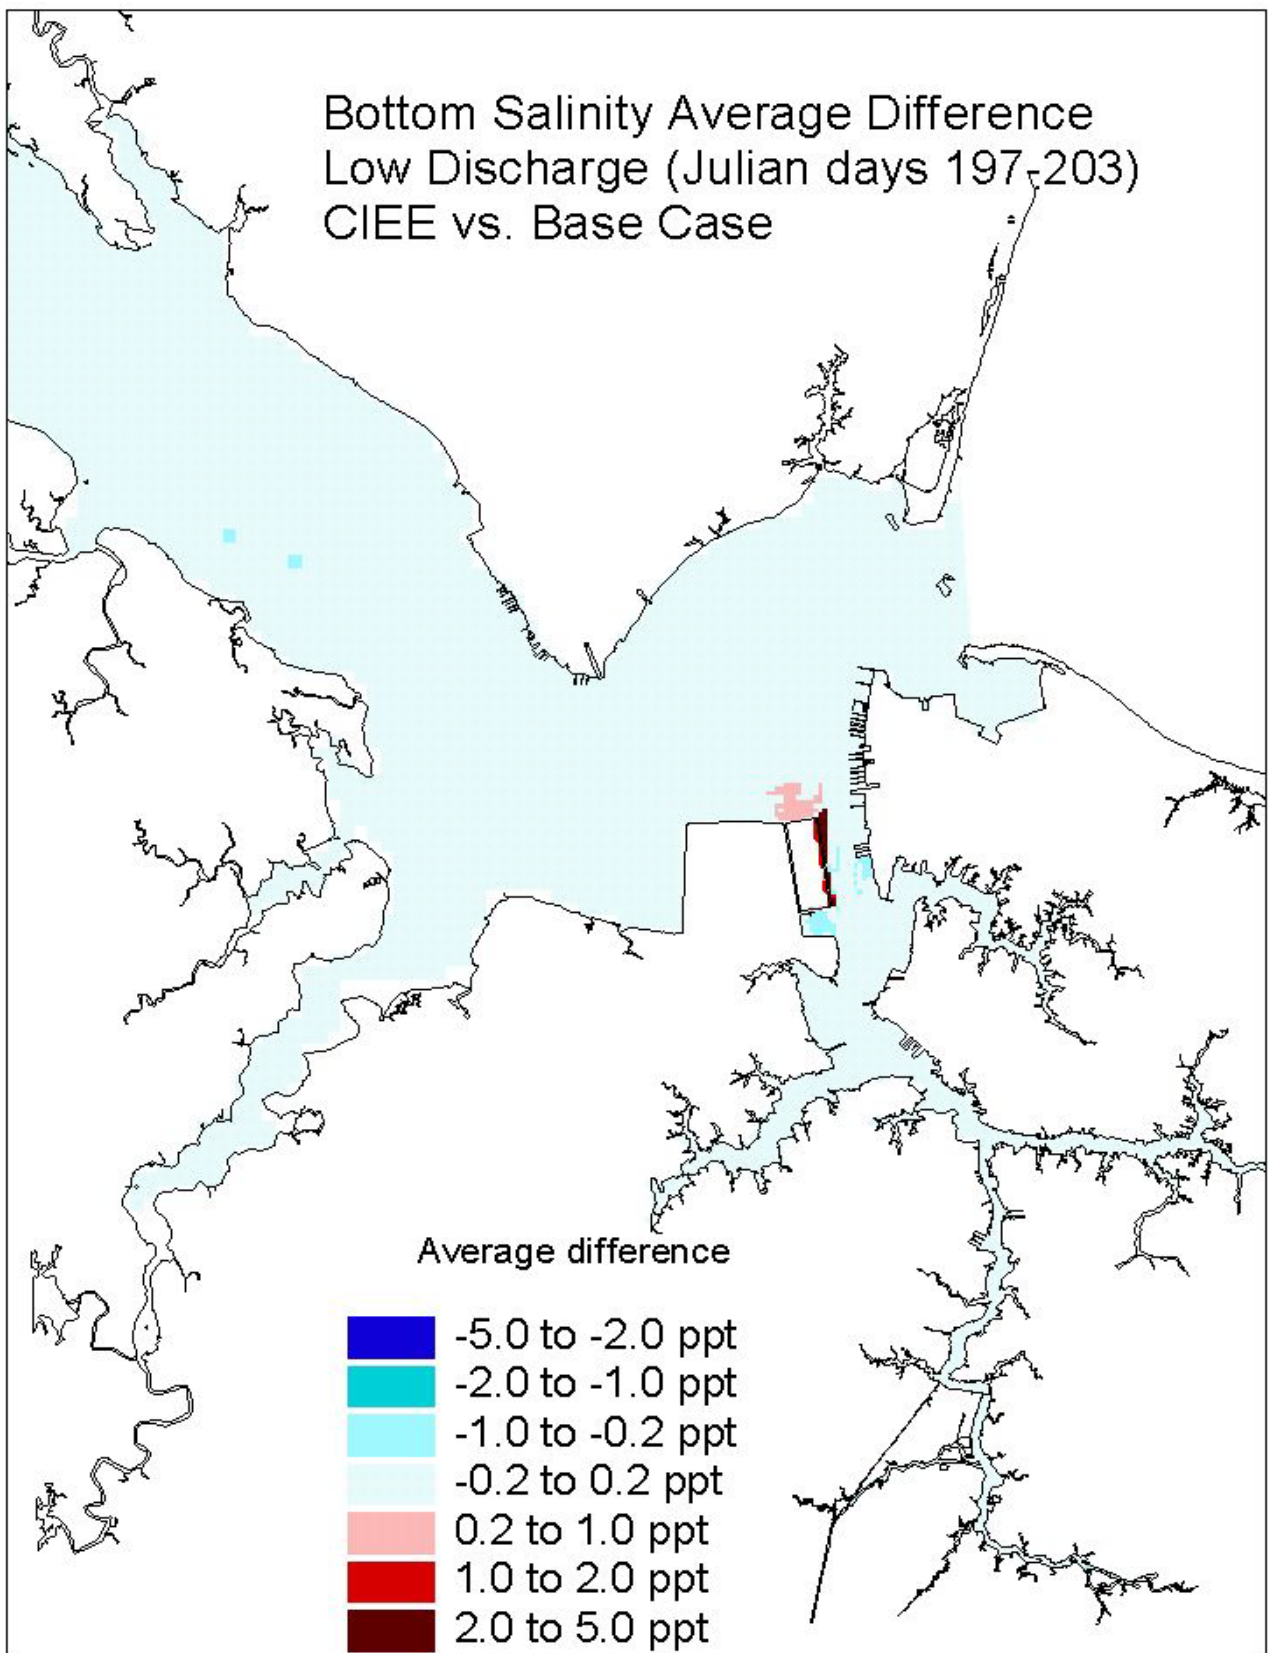 Bottom Salinity Average Difference
Low Discharge (Julian days 197-203)
CIEE vs. Base Case
Average difference
-5.0 to -2.0 ppt
-2.0 to -1.0 ppt
-1.0 to -0.2 ppt
-0.2 to 0.2 ppt
0.2 to 1.0 ppt
1.0 to 2.0 ppt
2.0 to 5.0 ppt